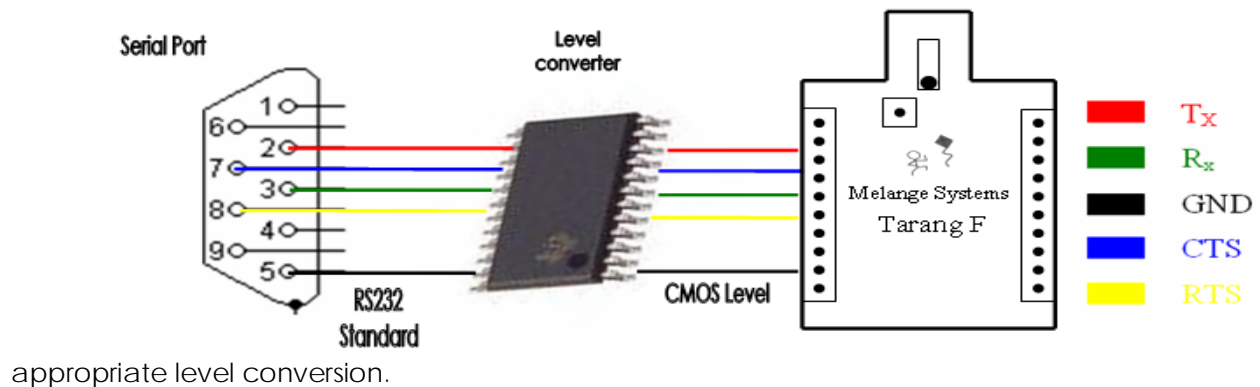 Serial Port
Level
converter
1
6
2
7
3
8
4
9
5
RS232
Standard
CMOS Level
Melange Systems
Tarang F
Tx
Rx
GND
CTS
RTS
appropriate level conversion.